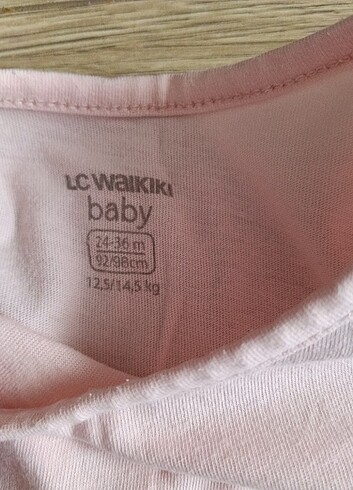 LC WAIKIKI
baby
24-36 m
92/98cm
12,5/14,5 kg